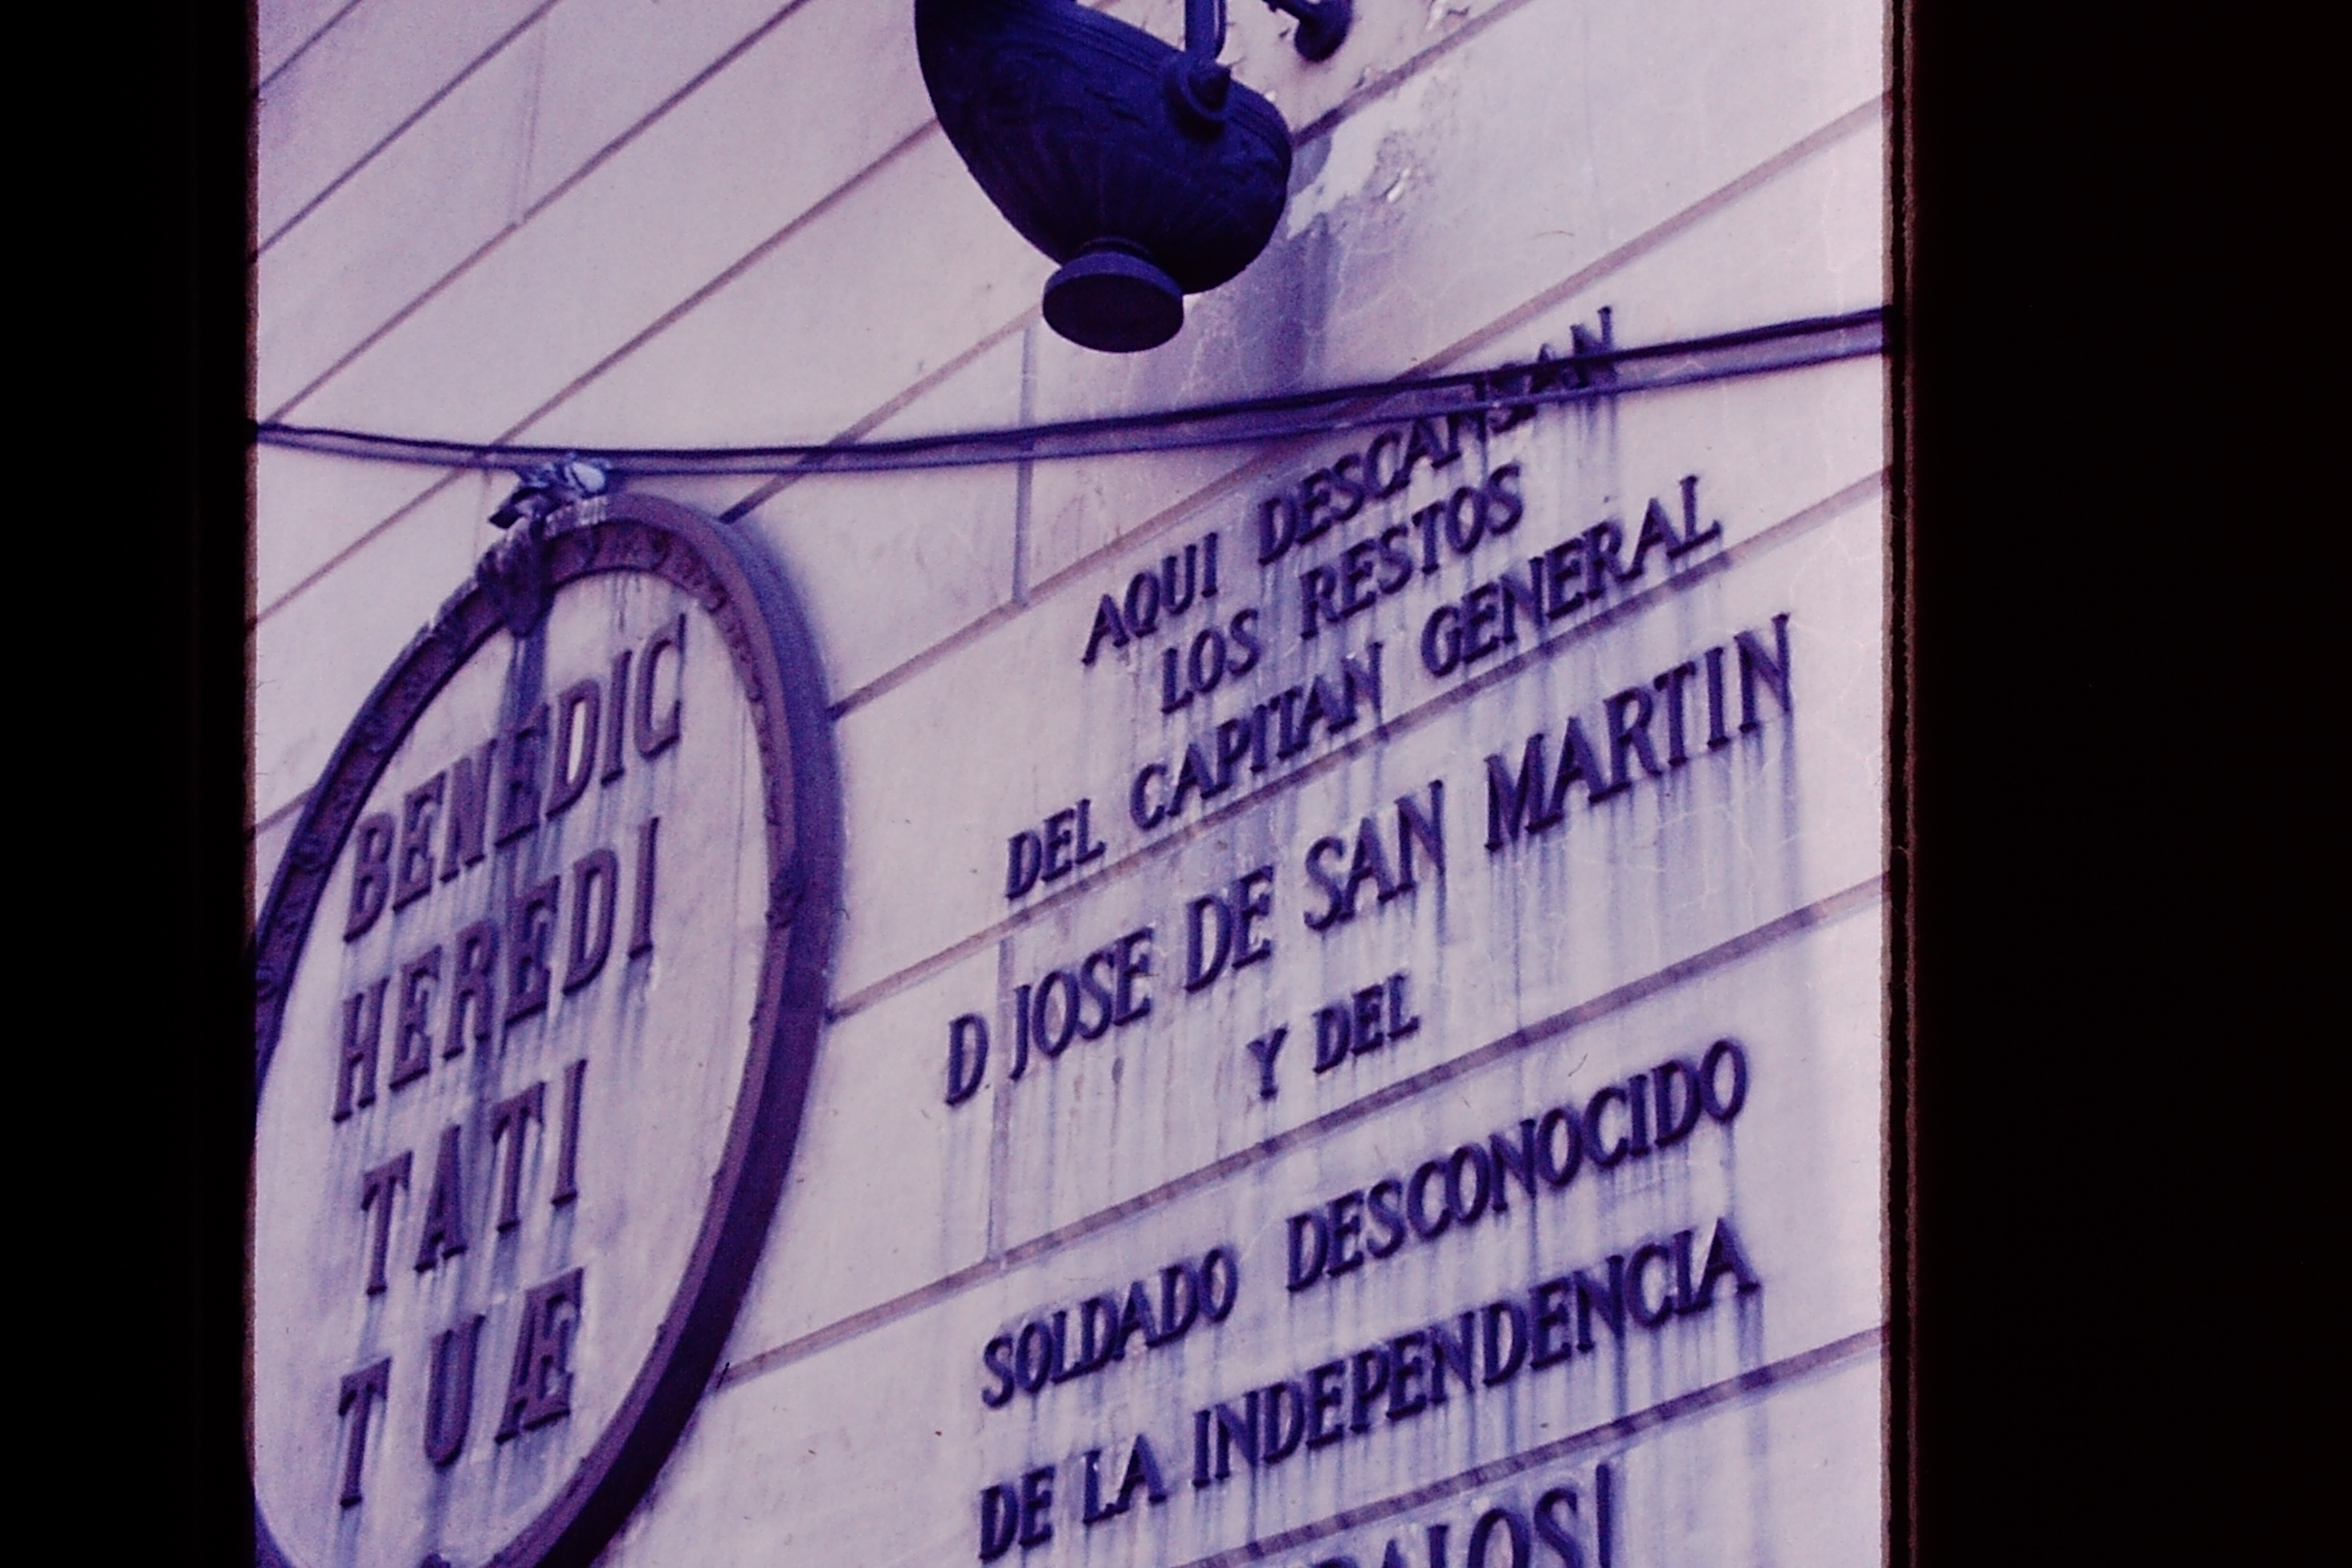 BENEDIC
HEREDI
TATI
TUÆ
AQUI DESCANSAN
LOS RESTOS
DEL CAPITAN GENERAL
D. JOSE DE SAN MARTIN
Y DEL
SOLDADO DESCONOCIDO
DE LA INDEPENDENCIA